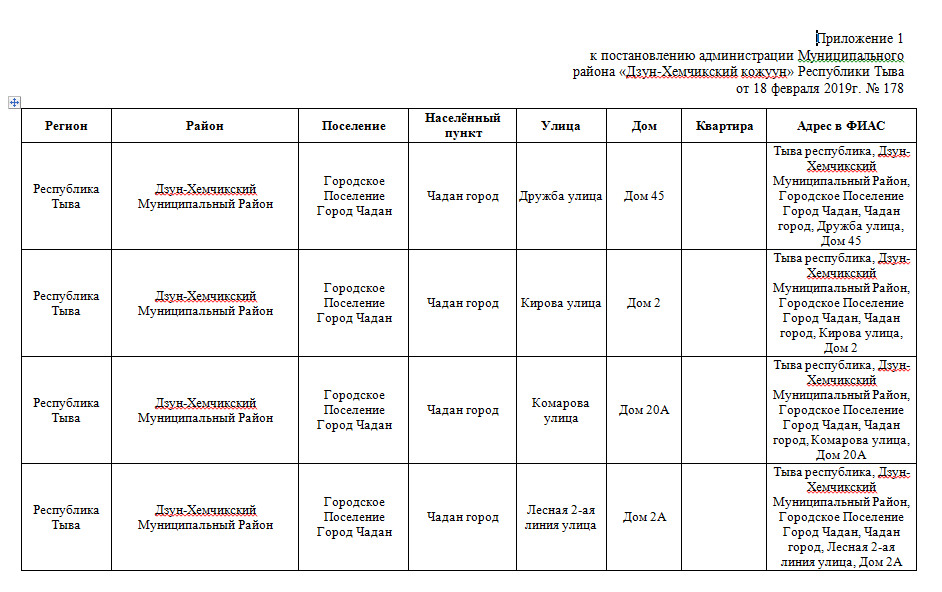 Приложение 1
к постановлению администрации Муниципального
района «Дзун-Хемчикский кожуун» Республики Тыва
от 18 февраля 2019г. № 178
Регион Район Поселение Населённый пункт Улица Дом Квартира Адрес в ФИАС
Республика Тыва
Дзун-Хемчикский
Муниципальный Район
Городское
Поселение
Город Чадан
Чадан город
Дружба улица
Дом 45
Тыва республика, Дзун-
Хемчикский
Муниципальный Район,
Городское Поселение
Город Чадан, Чадан
город, Дружба улица,
Дом 45
Республика
Тыва
Дзун-Хемчикский
Муниципальный Район
Городское
Поселение
Город Чадан
Чадан город
Кирова улица
Дом 2
Тыва республика, Дзун-
Хемчикский
Муниципальный Район,
Городское Поселение
Город Чадан, Чадан
город, Кирова улица,
Дом 2
Республика
Тыва
Дзун-Хемчикский
Муниципальный Район
Городское
Поселение
Город Чадан
Чадан город
Комарова
улица
Дом 20А
Тыва республика, Дзун-
Хемчикский
Муниципальный Район,
Городское Поселение
Город Чадан, Чадан
город, Комарова улица,
Дом 20А
Республика
Тыва
Дзун-Хемчикский
Муниципальный Район
Городское
Поселение
Город Чадан
Чадан город
Лесная 2-ая
линия улица
Дом 2А
Тыва республика, Дзун-
Хемчикский
Муниципальный Район,
Городское Поселение
Город Чадан, Чадан
город, Лесная 2-ая
линия улица, Дом 2А